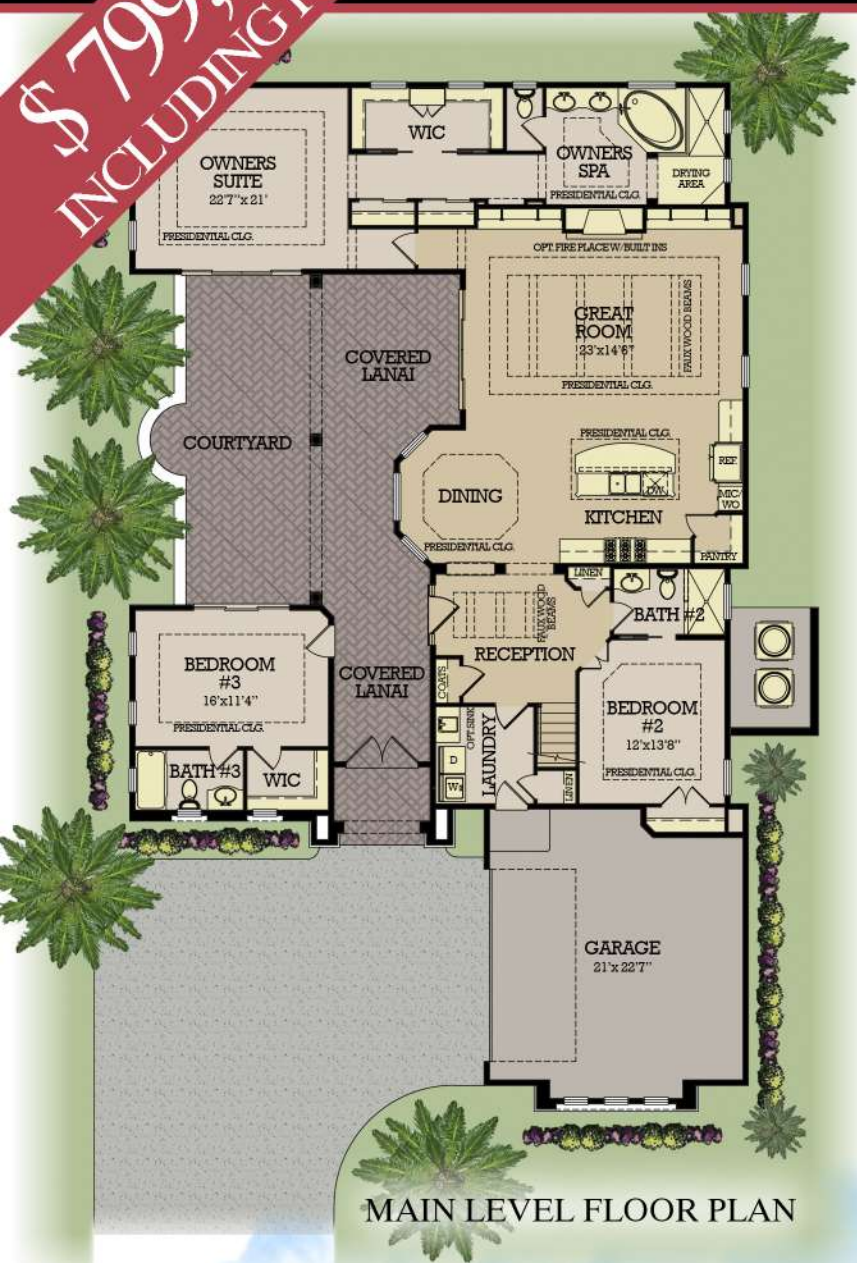 $ 799,
INCLUDING
OWNERS
SUITE
22'7"x 21'
PRESIDENTIAL CLG.
WIC
OWNERS
SPA
PRESIDENTIAL CLG.
DRYING
AREA
OPT. FIRE PLACE W/ BUILT INS
GREAT
ROOM
23'x14'6"
FAUX WOOD BEAMS
PRESIDENTIAL CLG.
COVERED
LANAI
COURTYARD
PRESIDENTIAL CLG.
REF.
D.W.
MIC/
WO
DINING
KITCHEN
PRESIDENTIAL CLG.
PANTRY
LINEN
FAUX WOOD
BEAMS
BATH #2
RECEPTION
COATS
BEDROOM
#3
16'x11'4"
PRESIDENTIAL CLG.
COVERED
LANAI
BEDROOM
#2
12'x13'8"
PRESIDENTIAL CLG.
OPT. SINK
LAUNDRY
D
W
LINEN
BATH #3
WIC
GARAGE
21'x 22'7"
MAIN LEVEL FLOOR PLAN